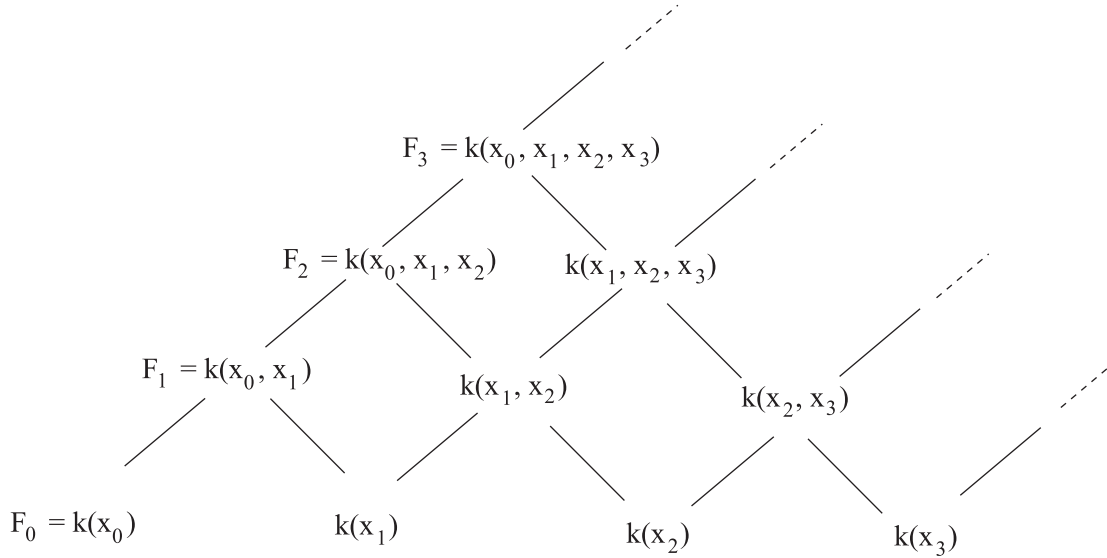 F₃ = k(x₀, x₁, x₂, x₃)
F₂ = k(x₀, x₁, x₂)
k(x₁, x₂, x₃)
F₁ = k(x₀, x₁)
k(x₁, x₂)
k(x₂, x₃)
F₀ = k(x₀)
k(x₁)
k(x₂)
k(x₃)